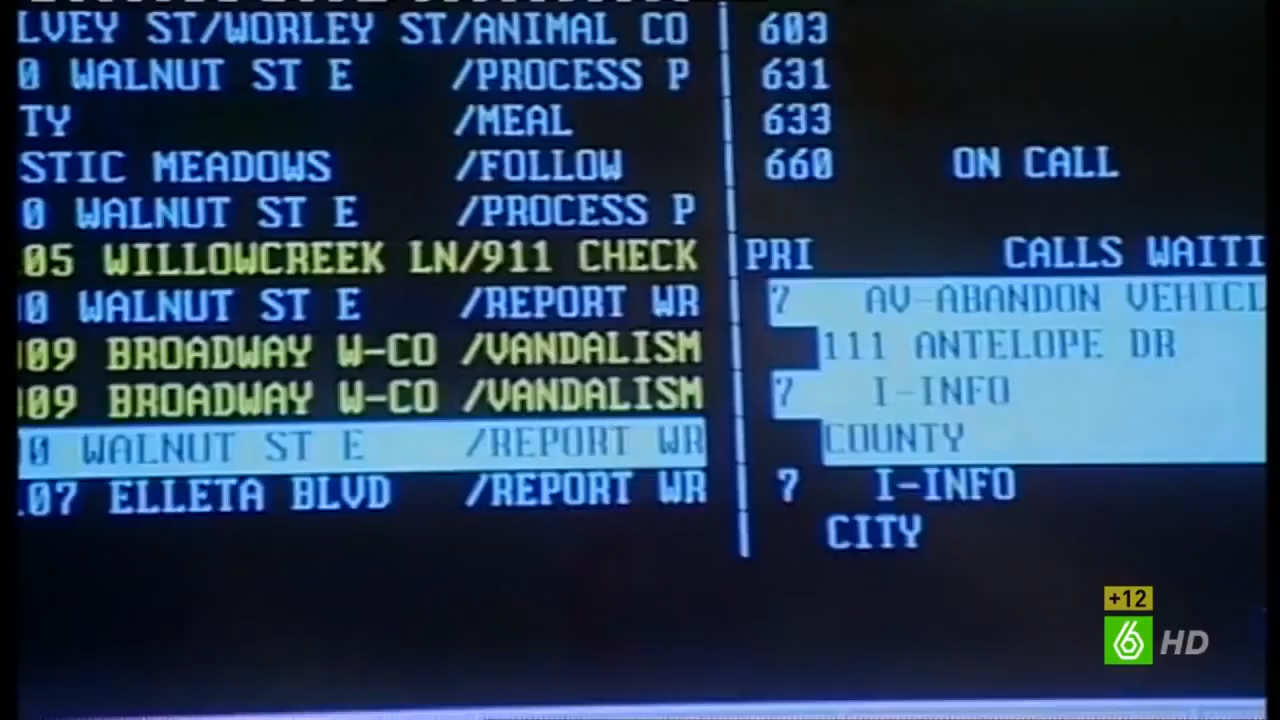 LVEY ST/WORLEY ST/ANIMAL CO 603
0 WALNUT ST E /PROCESS P 631
TY /MEAL 633
STIC MEADOWS /FOLLOW 660 ON CALL
0 WALNUT ST E /PROCESS P
05 WILLOWCREEK LN/911 CHECK PRI CALLS WAITI
0 WALNUT ST E /REPORT WR 7 AV-ABANDON VEHICL
09 BROADWAY W-CO /VANDALISM 111 ANTELOPE DR
09 BROADWAY W-CO /VANDALISM 7 I-INFO
0 WALNUT ST E /REPORT WR COUNTY
07 ELLETA BLVD /REPORT WR 7 I-INFO
CITY
+12
6 HD